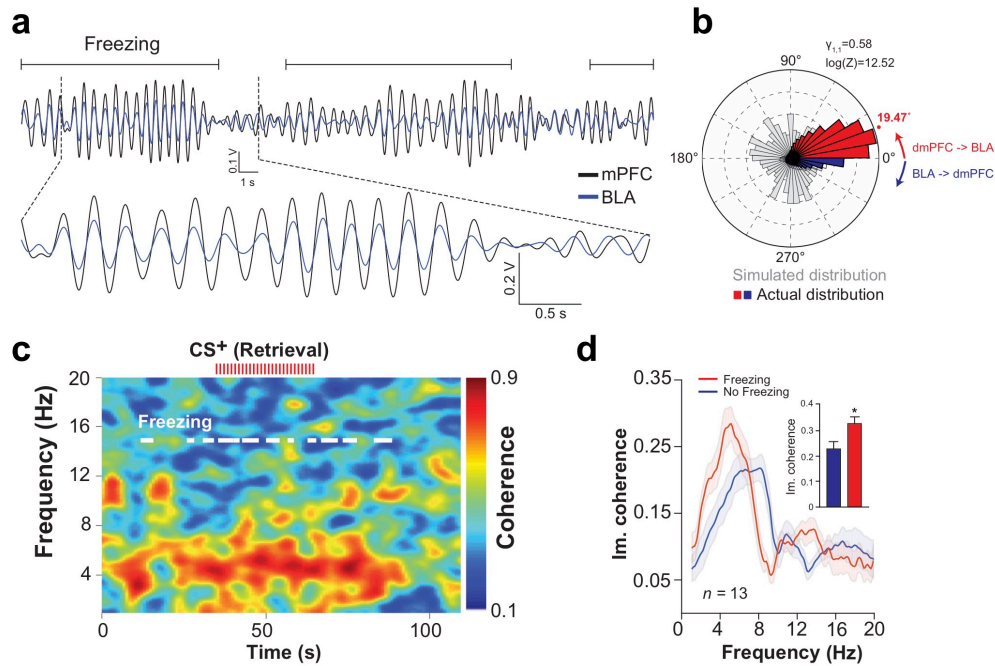 a
Freezing
0.1 V
1 s
mPFC
BLA
0.2 V
0.5 s
b
γ1,1=0.58
log(Z)=12.52
90°
19.47°
180°
0°
dmPFC -> BLA
BLA -> dmPFC
270°
Simulated distribution
Actual distribution
c
CS+ (Retrieval)
20
16
12
8
4
Frequency (Hz)
Freezing
0
50
100
Time (s)
0.9
Coherence
0.1
d
0.35
0.25
0.15
0.05
Im. coherence
Freezing
No Freezing
0.4
0.3
0.2
0.1
0
Im. coherence
*
n = 13
0
4
8
12
16
20
Frequency (Hz)